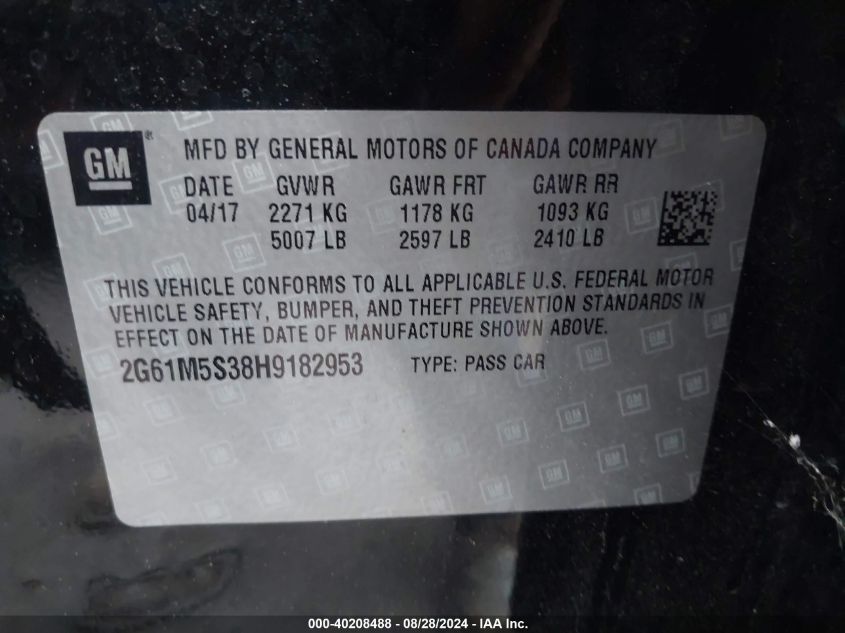 GM ® MFD BY GENERAL MOTORS OF CANADA COMPANY
DATE GVWR GAWR FRT GAWR RR
04/17 2271 KG 1178 KG 1093 KG
5007 LB 2597 LB 2410 LB
THIS VEHICLE CONFORMS TO ALL APPLICABLE U.S. FEDERAL MOTOR
VEHICLE SAFETY, BUMPER, AND THEFT PREVENTION STANDARDS IN
EFFECT ON THE DATE OF MANUFACTURE SHOWN ABOVE.
2G61M5S38H9182953 TYPE: PASS CAR
000-40208488 - 08/28/2024 - IAA Inc.